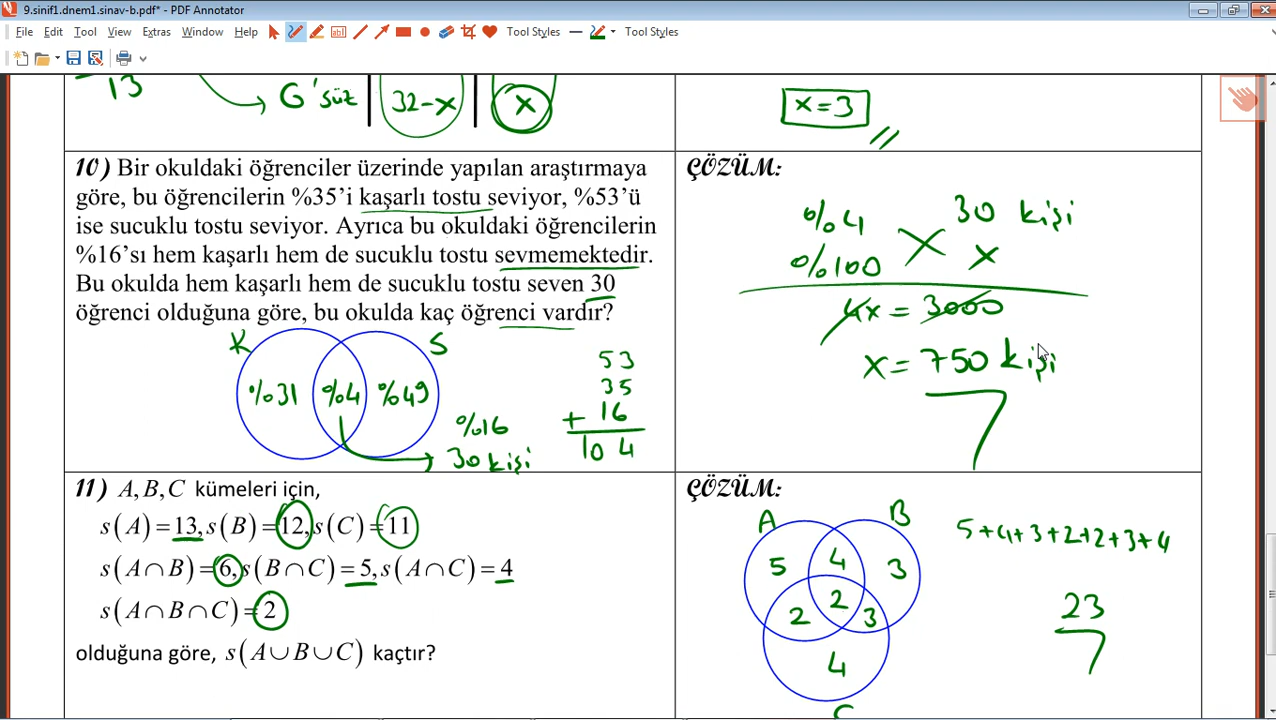 9.sinif1.dnem1.sinav-b.pdf* - PDF Annotator
File Edit View Tool Insert Window Help Tool Styles Tool Styles
13
G'süz 32-x x
x=3
10) Bir okuldaki öğrenciler üzerinde yapılan araştırmaya
göre, bu öğrencilerin %35'i kaşarlı tostu seviyor, %53'ü
ise sucuklu tostu seviyor. Ayrıca bu okuldaki öğrencilerin
%16'sı hem kaşarlı hem de sucuklu tostu sevmemektedir.
Bu okulda hem kaşarlı hem de sucuklu tostu seven 30
öğrenci olduğuna göre, bu okulda kaç öğrenci vardır?
K S
%31 %4 %49
%16
30 kişi
53
35
+ 16
104
ÇÖZÜM:
%4 30 kişi
%100 x
4x = 3000
x = 750 kişi
11) A,B,C kümeleri için,
s(A)=13, s(B)=12, s(C)=11
s(A∩B)=6, s(B∩C)=5, s(A∩C)=4
s(A∩B∩C)=2
olduğuna göre, s(A∪B∪C) kaçtır?
ÇÖZÜM:
A B
5 4 3
2 2 3
4
C
5+4+3+2+2+3+4
23